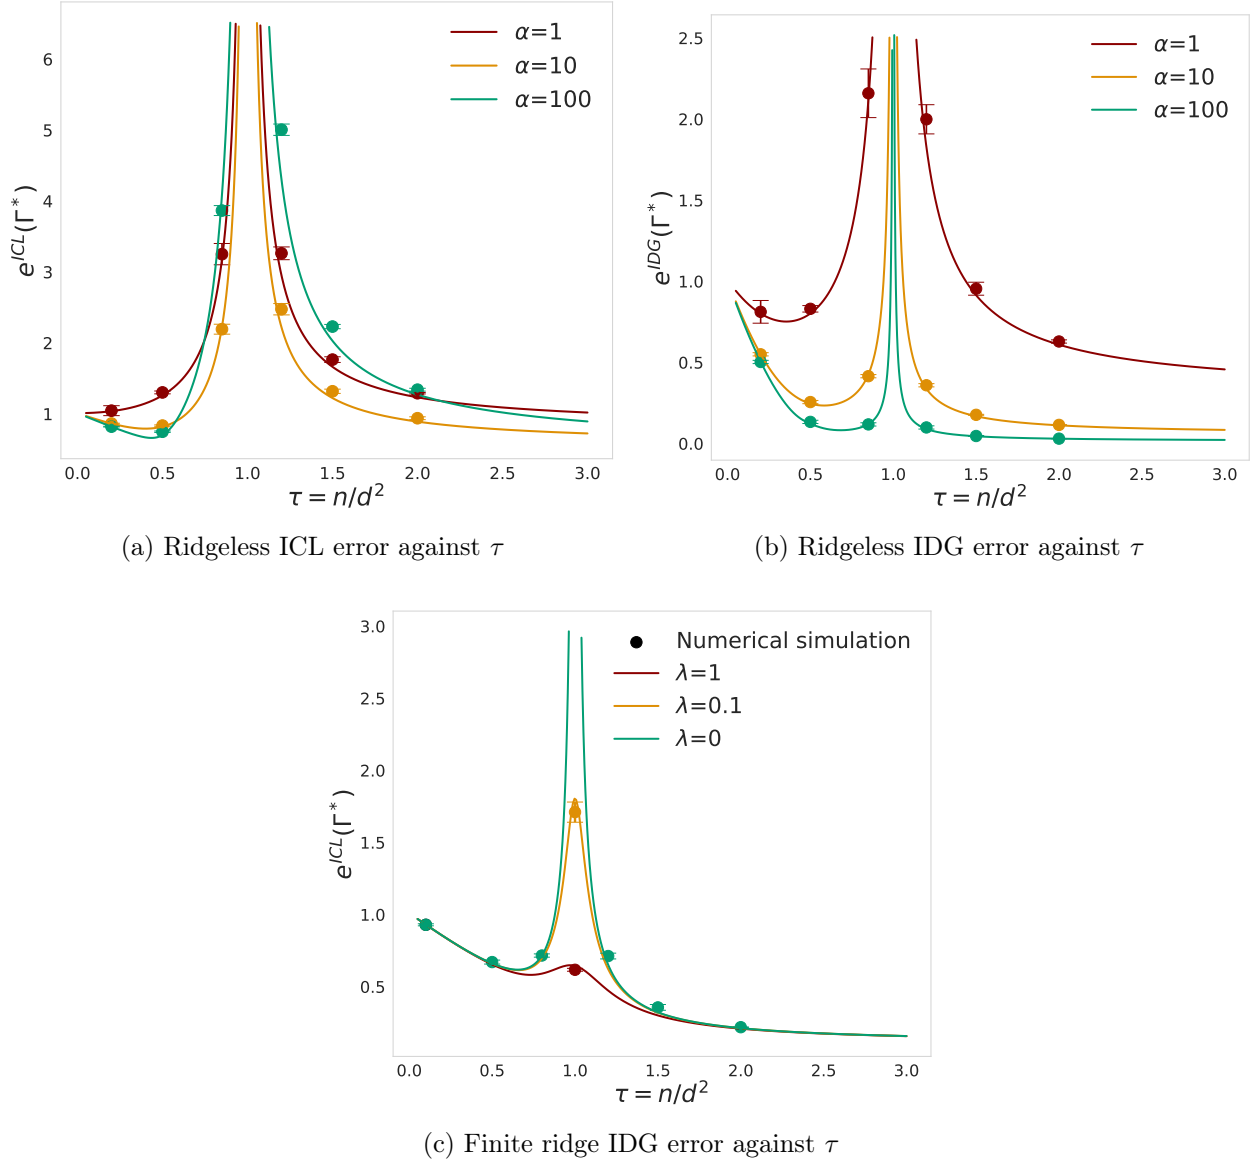 α=1
α=10
α=100
e^{ICL}(Γ*)
6
5
4
3
2
1
0.0 0.5 1.0 1.5 2.0 2.5 3.0
τ = n/d²
(a) Ridgeless ICL error against τ
α=1
α=10
α=100
e^{IDG}(Γ*)
2.5
2.0
1.5
1.0
0.5
0.0
0.0 0.5 1.0 1.5 2.0 2.5 3.0
τ = n/d²
(b) Ridgeless IDG error against τ
Numerical simulation
λ=1
λ=0.1
λ=0
e^{ICL}(Γ*)
3.0
2.5
2.0
1.5
1.0
0.5
0.0 0.5 1.0 1.5 2.0 2.5 3.0
τ = n/d²
(c) Finite ridge IDG error against τ